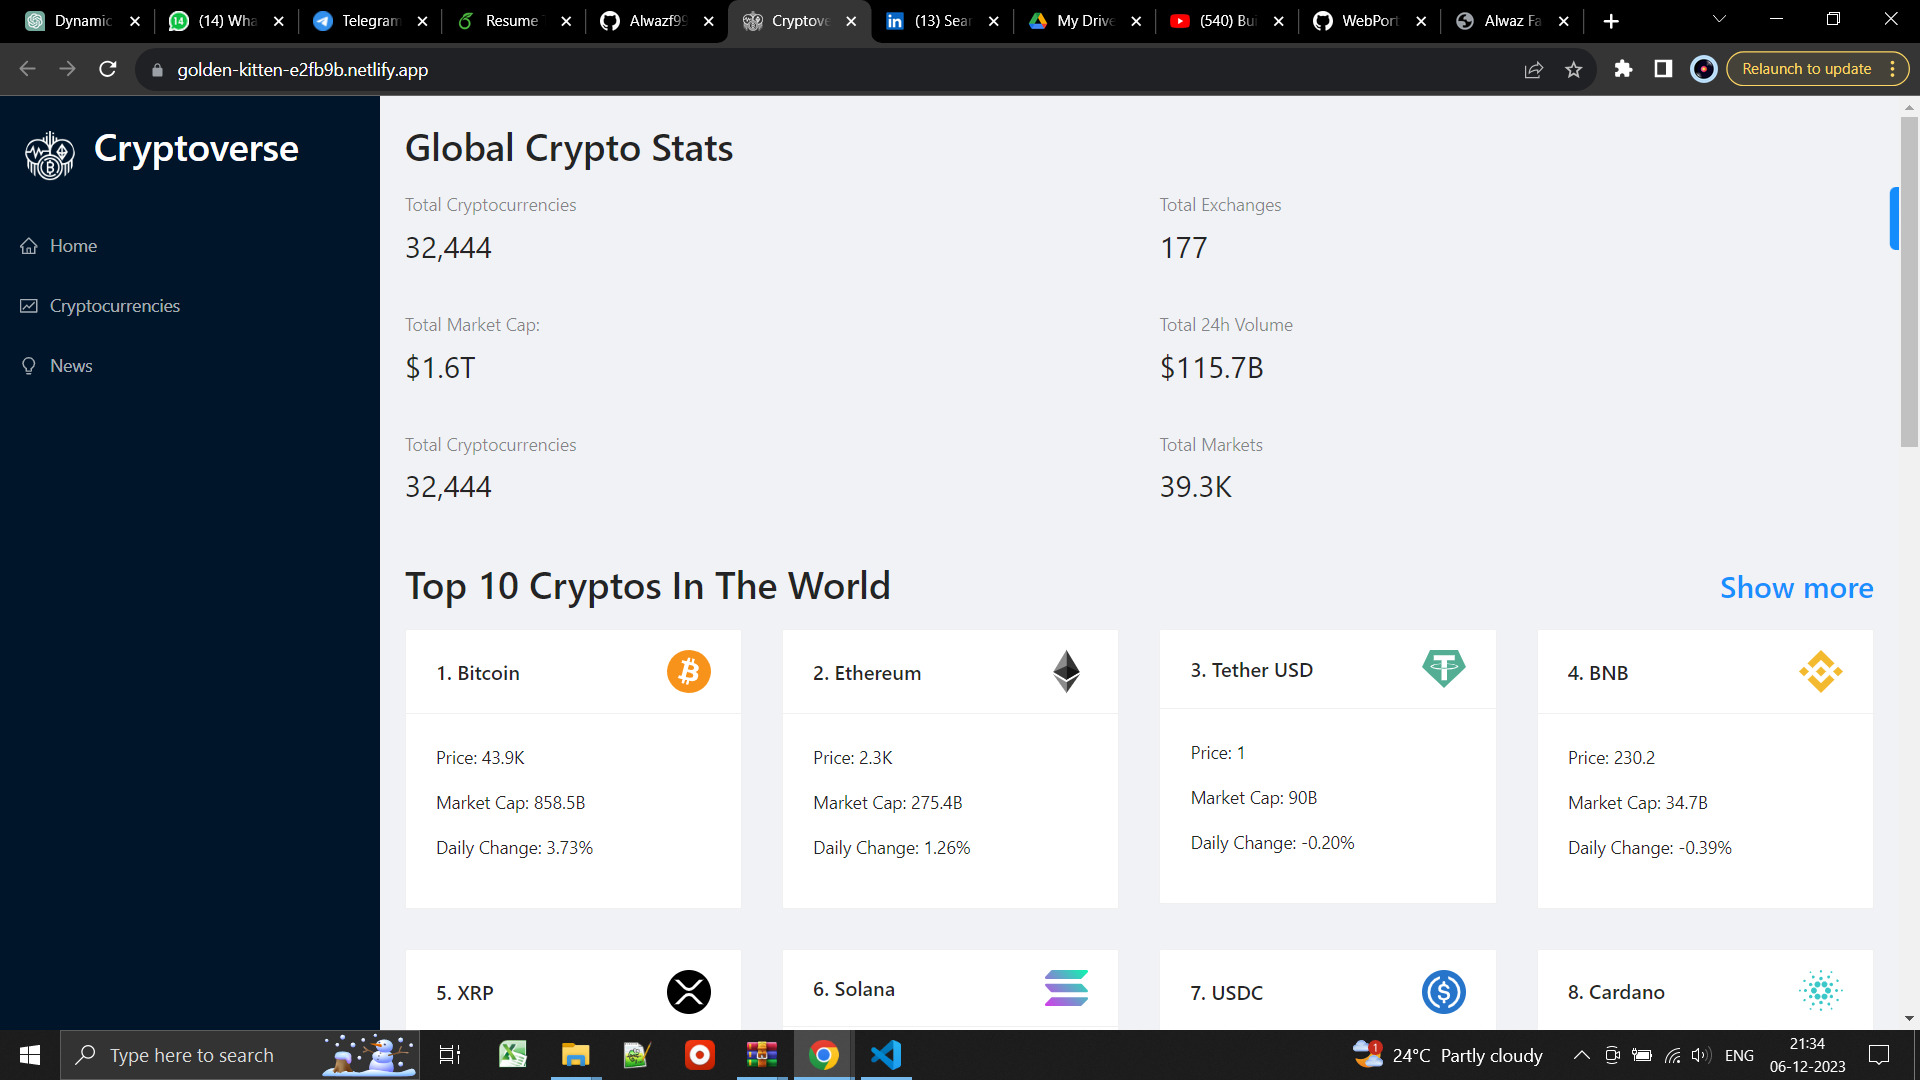 Dynamic
(14) Wha
Telegram
Resume T
Alwazf99
Cryptove
(13) Sear
My Drive
(540) Bui
WebPort
Alwaz Fa
golden-kitten-e2fb9b.netlify.app
Relaunch to update
Cryptoverse
Home
Cryptocurrencies
News
Global Crypto Stats
Total Cryptocurrencies
32,444
Total Exchanges
177
Total Market Cap:
$1.6T
Total 24h Volume
$115.7B
Total Cryptocurrencies
32,444
Total Markets
39.3K
Top 10 Cryptos In The World
Show more
1. Bitcoin
Price: 43.9K
Market Cap: 858.5B
Daily Change: 3.73%
2. Ethereum
Price: 2.3K
Market Cap: 275.4B
Daily Change: 1.26%
3. Tether USD
Price: 1
Market Cap: 90B
Daily Change: -0.20%
4. BNB
Price: 230.2
Market Cap: 34.7B
Daily Change: -0.39%
5. XRP
6. Solana
7. USDC
8. Cardano
Type here to search
1
24°C Partly cloudy
ENG
21:34
06-12-2023